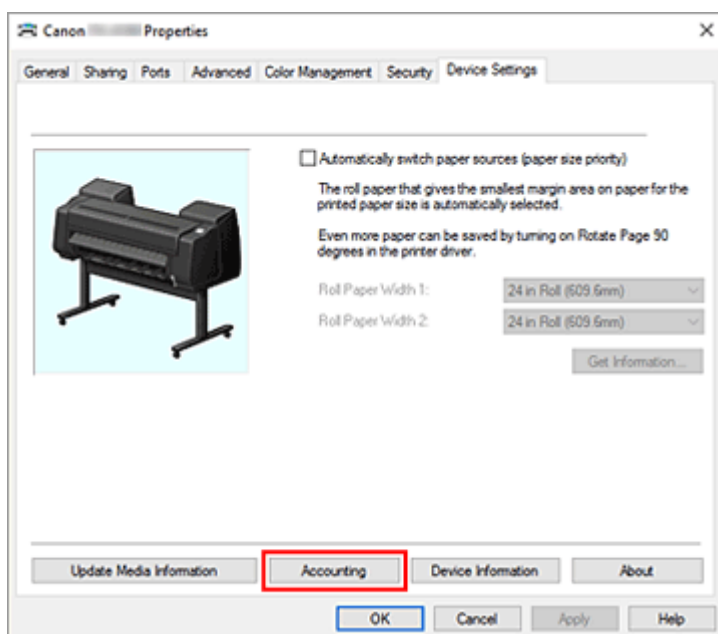 Canon Properties
General Sharing Ports Advanced Color Management Security Device Settings
Automatically switch paper sources (paper size priority)
The roll paper that gives the smallest margin area on paper for the
printed paper size is automatically selected.
Even more paper can be saved by turning on Rotate Page 90
degrees in the printer driver.
Roll Paper Width 1: 24 in Roll (609.6mm)
Roll Paper Width 2: 24 in Roll (609.6mm)
Get Information...
Update Media Information Accounting Device Information About
OK Cancel Apply Help